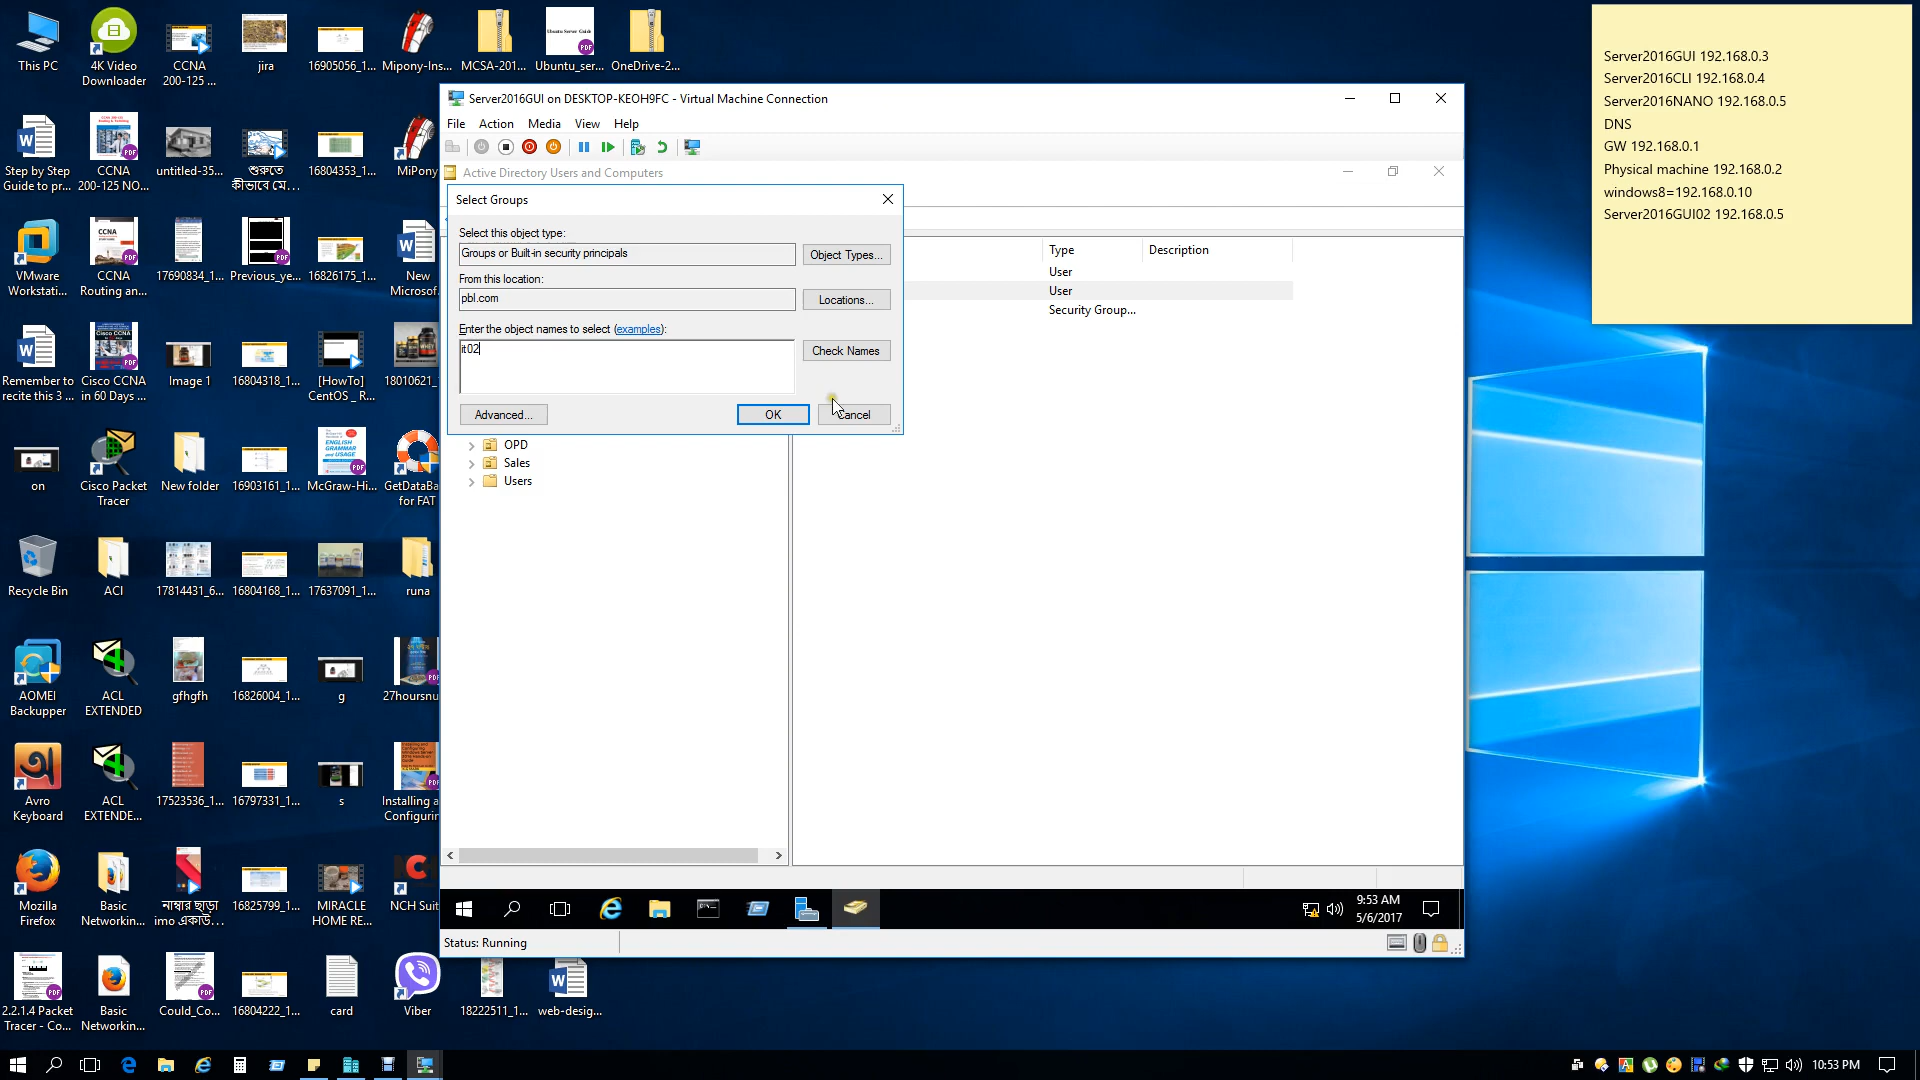 This PC
4K Video
Downloader
CCNA
200-125 ...
jira
16905056_1...
Mipony-Ins...
MCSA-201...
Ubuntu Server Guide
Ubuntu_ser...
OneDrive-2...
Step by Step
Guide to pr...
CCNA
200-125 NO...
untitled-35...
শুরুতে
কীভাবে মে...
16804353_1...
MiPony
VMware
Workstati...
CCNA
Routing an...
17690834_1...
Previous_ye...
16826175_1...
New
Microsof
Remember to
recite this 3 ...
Cisco CCNA
in 60 Days ...
Image 1
16804318_1...
[HowTo]
CentOS _ R...
18010621_
on
Cisco Packet
Tracer
New folder
16903161_1...
McGraw-Hi...
GetDataBa
for FAT
Recycle Bin
ACI
17814431_6...
16804168_1...
17637091_1...
runa
AOMEI
Backupper
ACL
EXTENDED
gfhgfh
16826004_1...
g
27hoursnu
Avro
Keyboard
ACL
EXTENDE...
17523536_1...
16797331_1...
s
Installing a
Configurin
Mozilla
Firefox
Basic
Networkin...
নাম্বার ছাড়া
imo একাউ...
16825799_1...
MIRACLE
HOME RE...
NCH Suit
2.2.1.4 Packet
Tracer - Co...
Basic
Networkin...
Could_Co...
16804222_1...
card
Viber
18222511_1...
web-desig...
Server2016GUI on DESKTOP-KEOH9FC - Virtual Machine Connection
File Action Media View Help
Active Directory Users and Computers
Select Groups
Select this object type:
Groups or Built-in security principals
Object Types...
From this location:
pbl.com
Locations...
Enter the object names to select (examples):
it02
Check Names
Advanced...
OK
Cancel
OPD
Sales
Users
Type
Description
User
User
Security Group...
9:53 AM
5/6/2017
Status: Running
Server2016GUI 192.168.0.3
Server2016CLI 192.168.0.4
Server2016NANO 192.168.0.5
DNS
GW 192.168.0.1
Physical machine 192.168.0.2
windows8=192.168.0.10
Server2016GUI02 192.168.0.5
10:53 PM